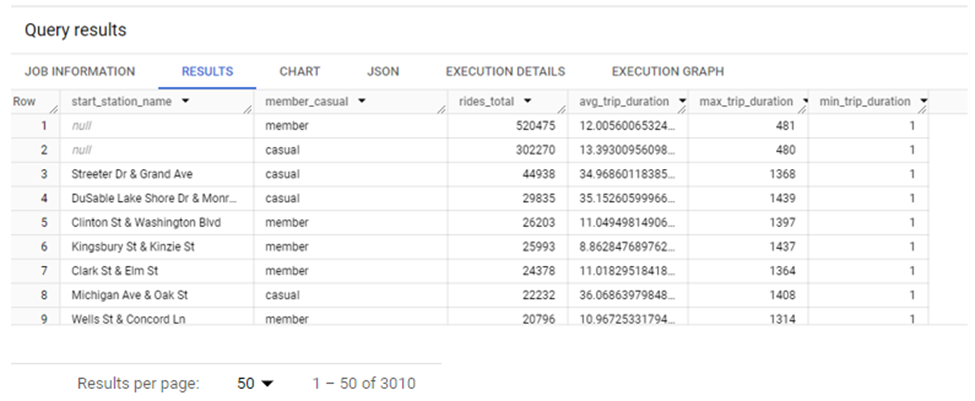 Query results
JOB INFORMATION RESULTS CHART JSON EXECUTION DETAILS EXECUTION GRAPH
Row start_station_name member_casual rides_total avg_trip_duration max_trip_duration min_trip_duration
1 null member 520475 12.00560065324... 481 1
2 null casual 302270 13.39300956098... 480 1
3 Streeter Dr & Grand Ave casual 44938 34.96860118385... 1368 1
4 DuSable Lake Shore Dr & Monr... casual 29835 35.15260599966... 1439 1
5 Clinton St & Washington Blvd member 26203 11.04949814906... 1397 1
6 Kingsbury St & Kinzie St member 25993 8.862847689762... 1437 1
7 Clark St & Elm St member 24378 11.01829518418... 1364 1
8 Michigan Ave & Oak St casual 22232 36.06863979848... 1408 1
9 Wells St & Concord Ln member 20796 10.96725331794... 1314 1
Results per page: 50 1 – 50 of 3010